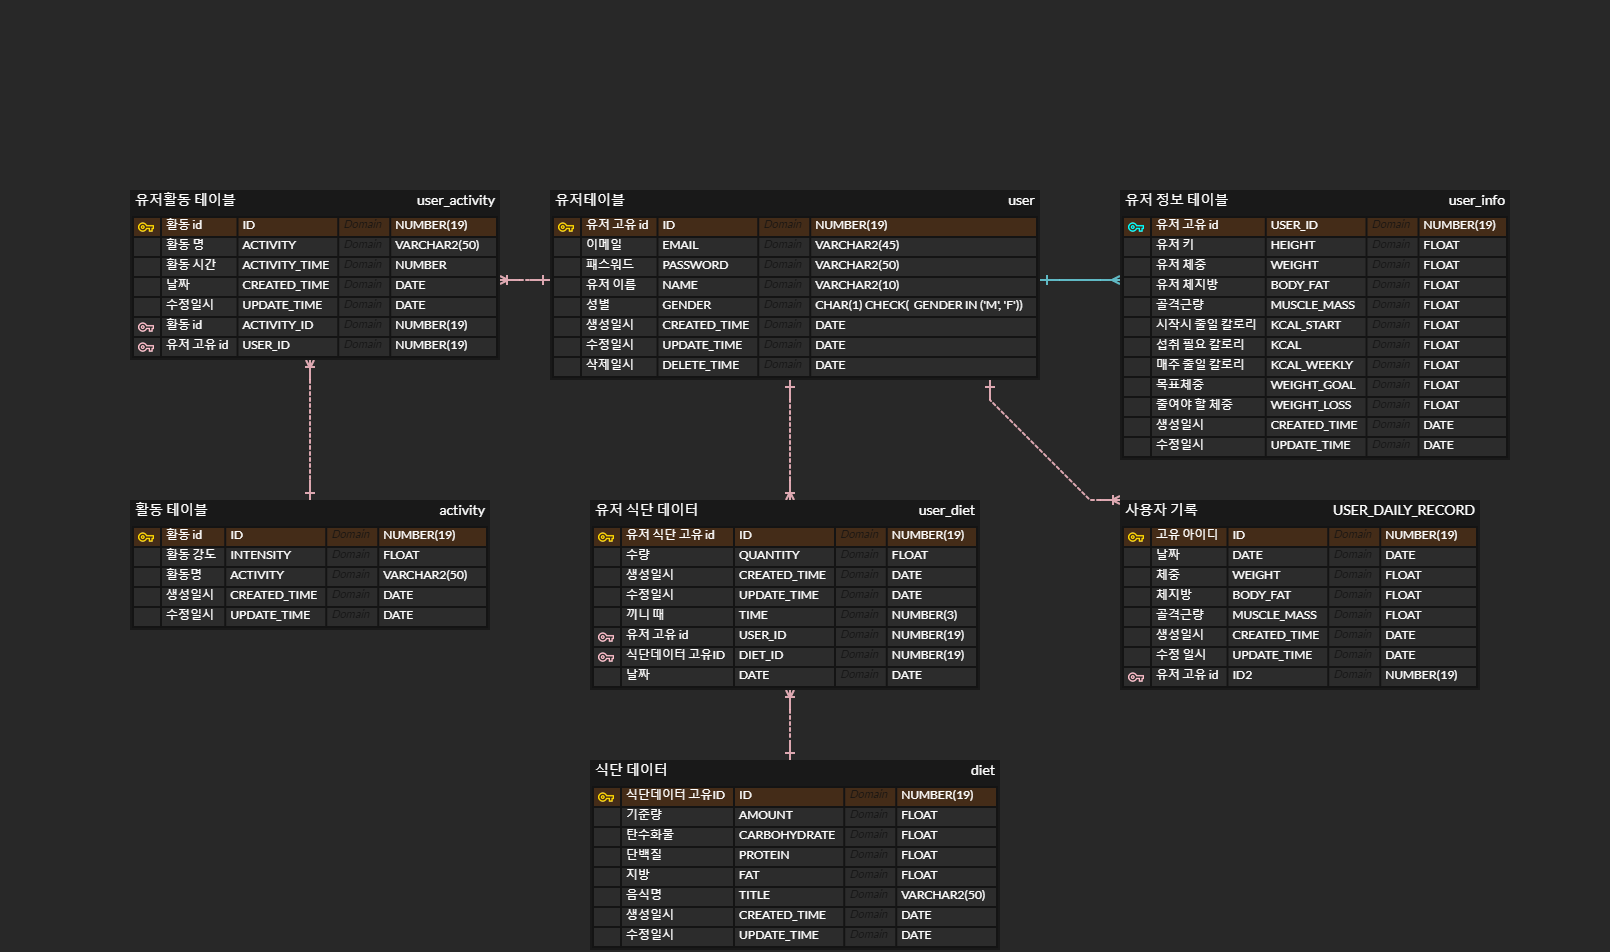 유저활동 테이블 user_activity
활동 id ID Domain NUMBER(19)
활동 명 ACTIVITY Domain VARCHAR2(50)
활동 시간 ACTIVITY_TIME Domain NUMBER
날짜 CREATED_TIME Domain DATE
수정일시 UPDATE_TIME Domain DATE
활동 id ACTIVITY_ID Domain NUMBER(19)
유저 고유 id USER_ID Domain NUMBER(19)
유저테이블 user
유저 고유 id ID Domain NUMBER(19)
이메일 EMAIL Domain VARCHAR2(45)
패스워드 PASSWORD Domain VARCHAR2(50)
유저 이름 NAME Domain VARCHAR2(10)
성별 GENDER Domain CHAR(1) CHECK( GENDER IN ('M', 'F'))
생성일시 CREATED_TIME Domain DATE
수정일시 UPDATE_TIME Domain DATE
삭제일시 DELETE_TIME Domain DATE
유저 정보 테이블 user_info
유저 고유 id USER_ID Domain NUMBER(19)
유저 키 HEIGHT Domain FLOAT
유저 체중 WEIGHT Domain FLOAT
유저 체지방 BODY_FAT Domain FLOAT
골격근량 MUSCLE_MASS Domain FLOAT
시작시 줄일 칼로리 KCAL_START Domain FLOAT
섭취 필요 칼로리 KCAL Domain FLOAT
매주 줄일 칼로리 KCAL_WEEKLY Domain FLOAT
목표체중 WEIGHT_GOAL Domain FLOAT
줄여야 할 체중 WEIGHT_LOSS Domain FLOAT
생성일시 CREATED_TIME Domain DATE
수정일시 UPDATE_TIME Domain DATE
활동 테이블 activity
활동 id ID Domain NUMBER(19)
활동 강도 INTENSITY Domain FLOAT
활동명 ACTIVITY Domain VARCHAR2(50)
생성일시 CREATED_TIME Domain DATE
수정일시 UPDATE_TIME Domain DATE
유저 식단 데이터 user_diet
유저 식단 고유 id ID Domain NUMBER(19)
수량 QUANTITY Domain FLOAT
생성일시 CREATED_TIME Domain DATE
수정일시 UPDATE_TIME Domain DATE
끼니 때 TIME Domain NUMBER(3)
유저 고유 id USER_ID Domain NUMBER(19)
식단데이터 고유ID DIET_ID Domain NUMBER(19)
날짜 DATE Domain DATE
사용자 기록 USER_DAILY_RECORD
고유 아이디 ID Domain NUMBER(19)
날짜 DATE Domain DATE
체중 WEIGHT Domain FLOAT
체지방 BODY_FAT Domain FLOAT
골격근량 MUSCLE_MASS Domain FLOAT
생성일시 CREATED_TIME Domain DATE
수정 일시 UPDATE_TIME Domain DATE
유저 고유 id ID2 Domain NUMBER(19)
식단 데이터 diet
식단데이터 고유ID ID Domain NUMBER(19)
기준량 AMOUNT Domain FLOAT
탄수화물 CARBOHYDRATE Domain FLOAT
단백질 PROTEIN Domain FLOAT
지방 FAT Domain FLOAT
음식명 TITLE Domain VARCHAR2(50)
생성일시 CREATED_TIME Domain DATE
수정일시 UPDATE_TIME Domain DATE